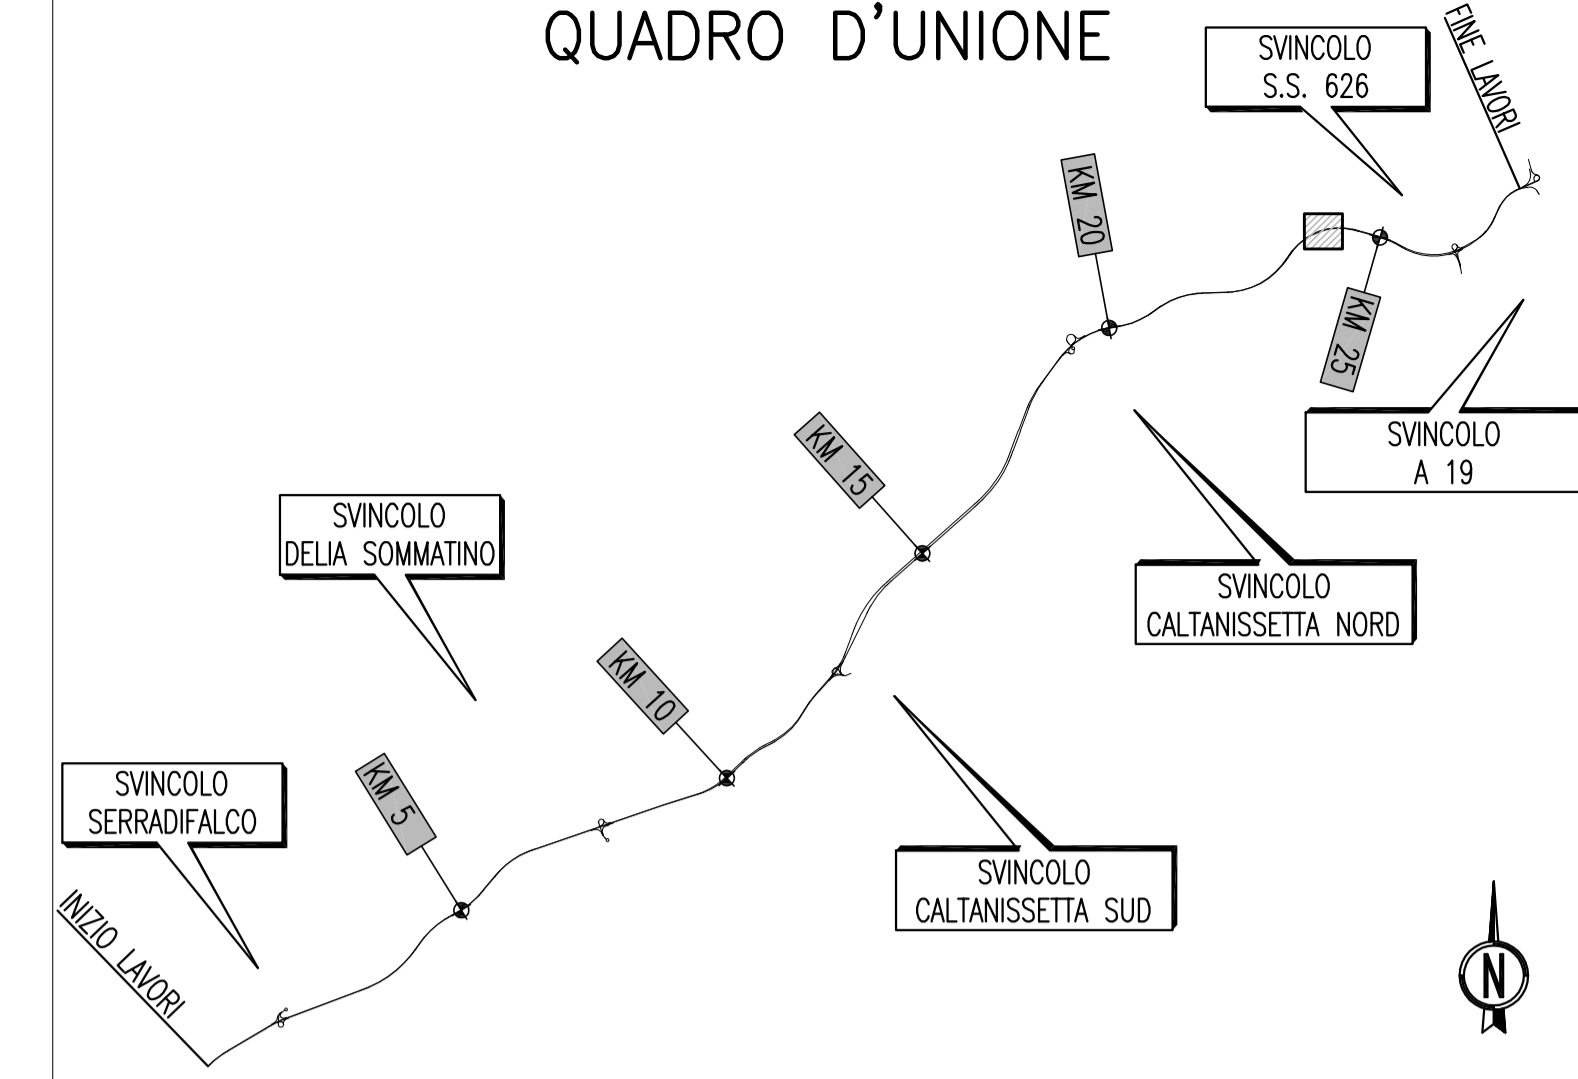 QUADRO D'UNIONE
SVINCOLO
S.S. 626
FINE LAVORI
KM 20
KM 25
SVINCOLO
A 19
KM 15
SVINCOLO
DELIA SOMMATINO
SVINCOLO
CALTANISSETTA NORD
KM 10
KM 5
SVINCOLO
SERRADIFALCO
SVINCOLO
CALTANISSETTA SUD
INIZIO LAVORI
N